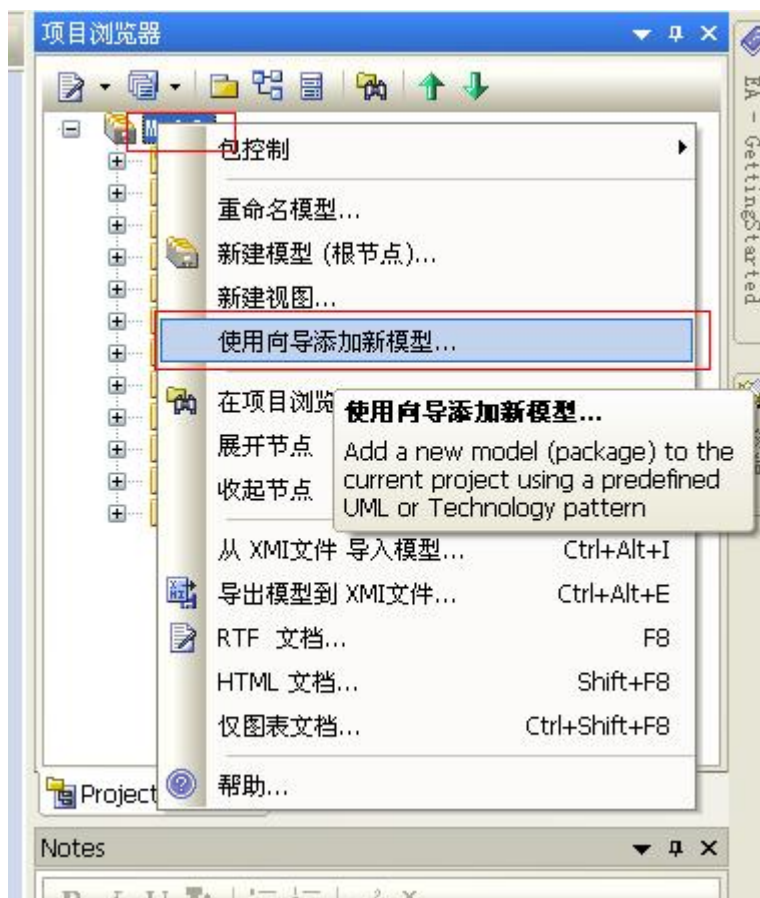 项目浏览器
包控制
重命名模型...
新建模型 (根节点)...
新建视图...
使用向导添加新模型...
在项目浏览
使用向导添加新模型...
Add a new model (package) to the
current project using a predefined
UML or Technology pattern
展开节点
收起节点
从 XMI文件 导入模型... Ctrl+Alt+I
导出模型到 XMI文件... Ctrl+Alt+E
RTF 文档... F8
HTML 文档... Shift+F8
仅图表文档... Ctrl+Shift+F8
帮助...
Project
Notes
EA - GettingStarted